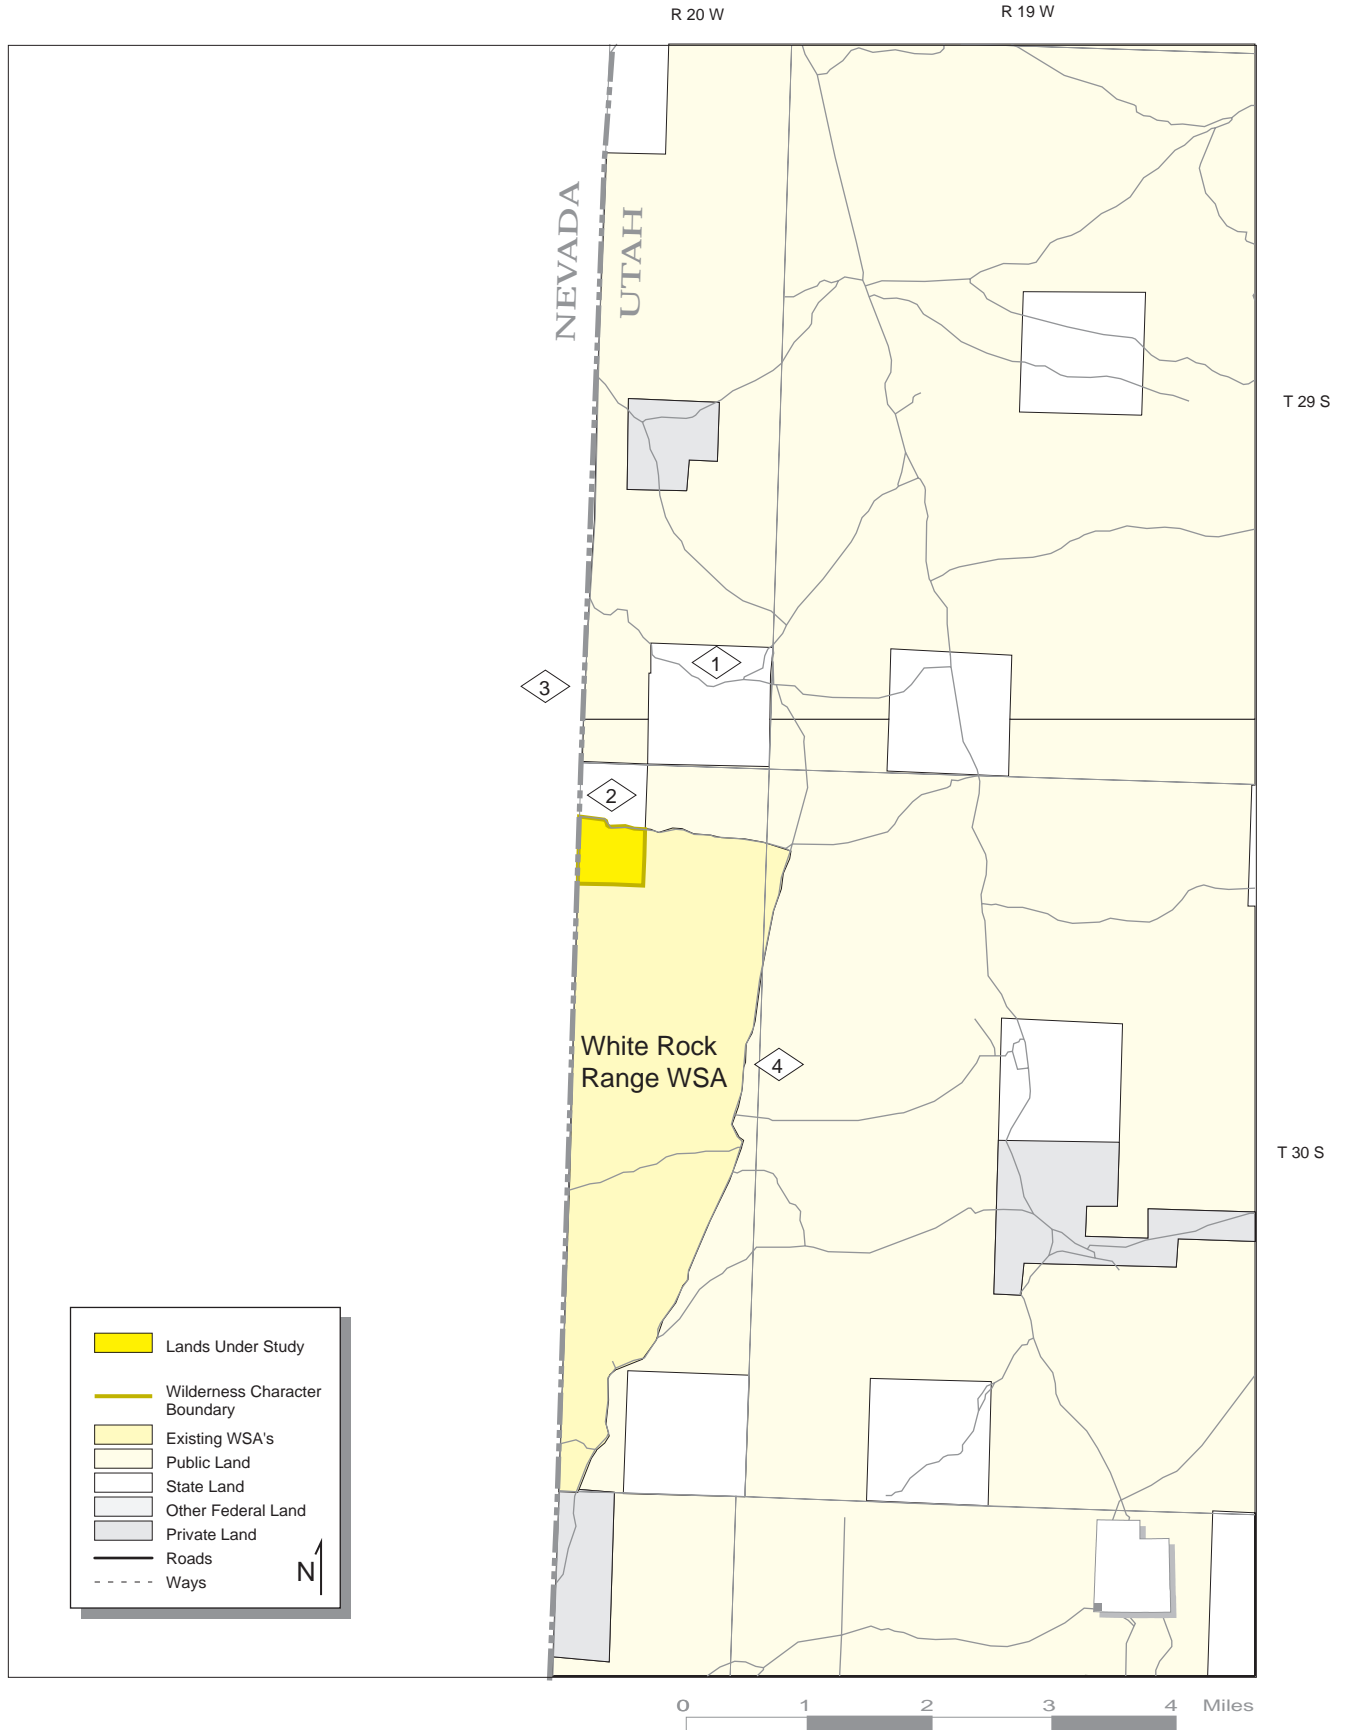 R 20 W
R 19 W
NEVADA
UTAH
T 29 S
1
3
2
White Rock
Range WSA
4
T 30 S
Lands Under Study
Wilderness Character
Boundary
Existing WSA's
Public Land
State Land
Other Federal Land
Private Land
Roads
Ways
N
0 1 2 3 4 Miles